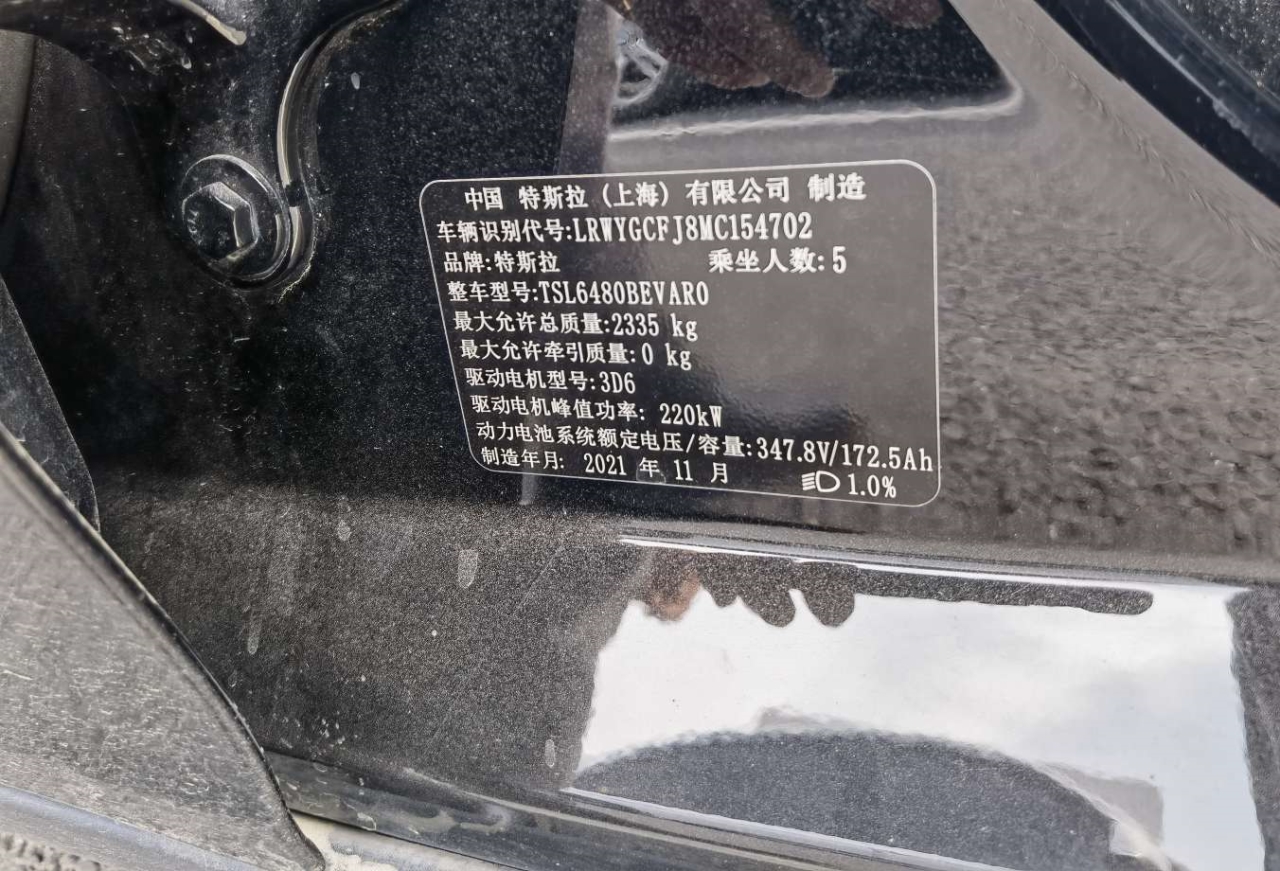 中国 特斯拉 (上海) 有限公司 制造
车辆识别代号:LRWYGCFJ8MC154702
品牌:特斯拉 乘坐人数:5
整车型号:TSL6480BEVAR0
最大允许总质量:2335 kg
最大允许牵引质量:0 kg
驱动电机型号:3D6
驱动电机峰值功率: 220kW
动力电池系统额定电压/容量:347.8V/172.5Ah
制造年月: 2021 年 11 月 1.0%